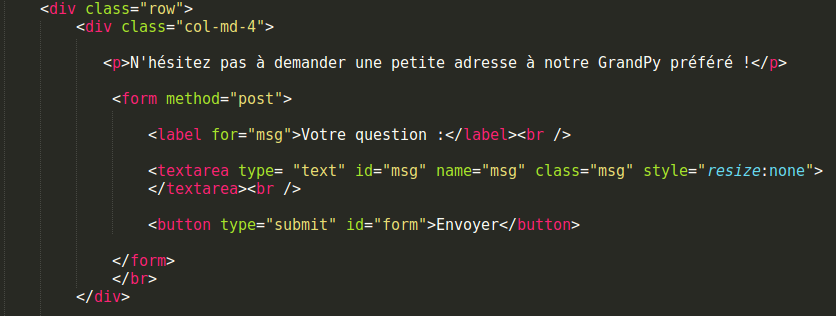 <div class="row">
<div class="col-md-4">
<p>N'hésitez pas à demander une petite adresse à notre GrandPy préféré !</p>
<form method="post">
<label for="msg">Votre question :</label><br />
<textarea type= "text" id="msg" name="msg" class="msg" style="resize:none">
</textarea><br />
<button type="submit" id="form">Envoyer</button>
</form>
</br>
</div>